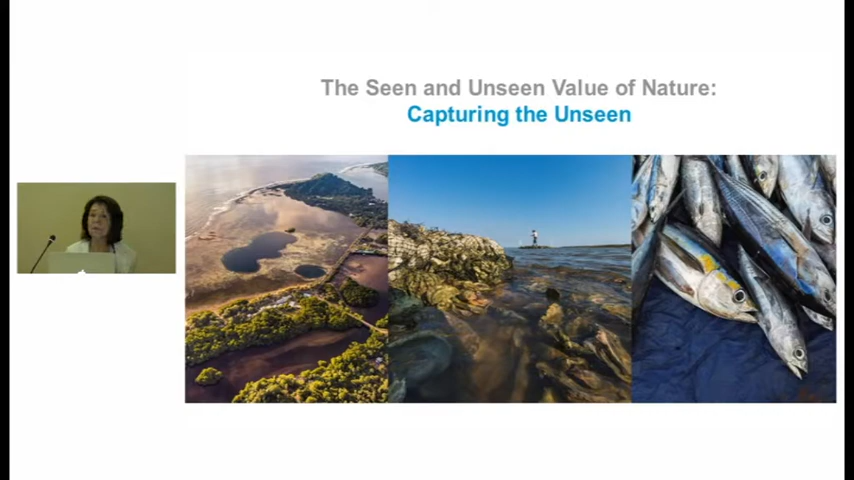 The Seen and Unseen Value of Nature:
Capturing the Unseen